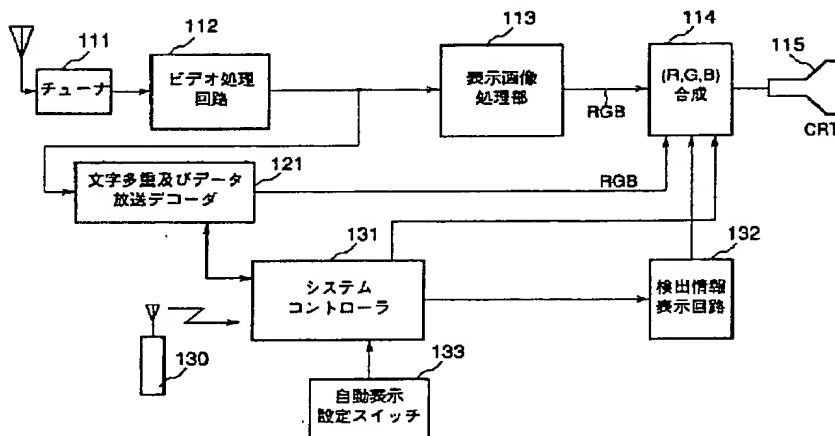 111
チューナ
112
ビデオ処理
回路
113
表示画像
処理部
RGB
114
(R,G,B)
合成
115
CRT
121
文字多重及びデータ
放送デコーダ
RGB
131
システム
コントローラ
132
検出情報
表示回路
130
133
自動表示
設定スイッチ